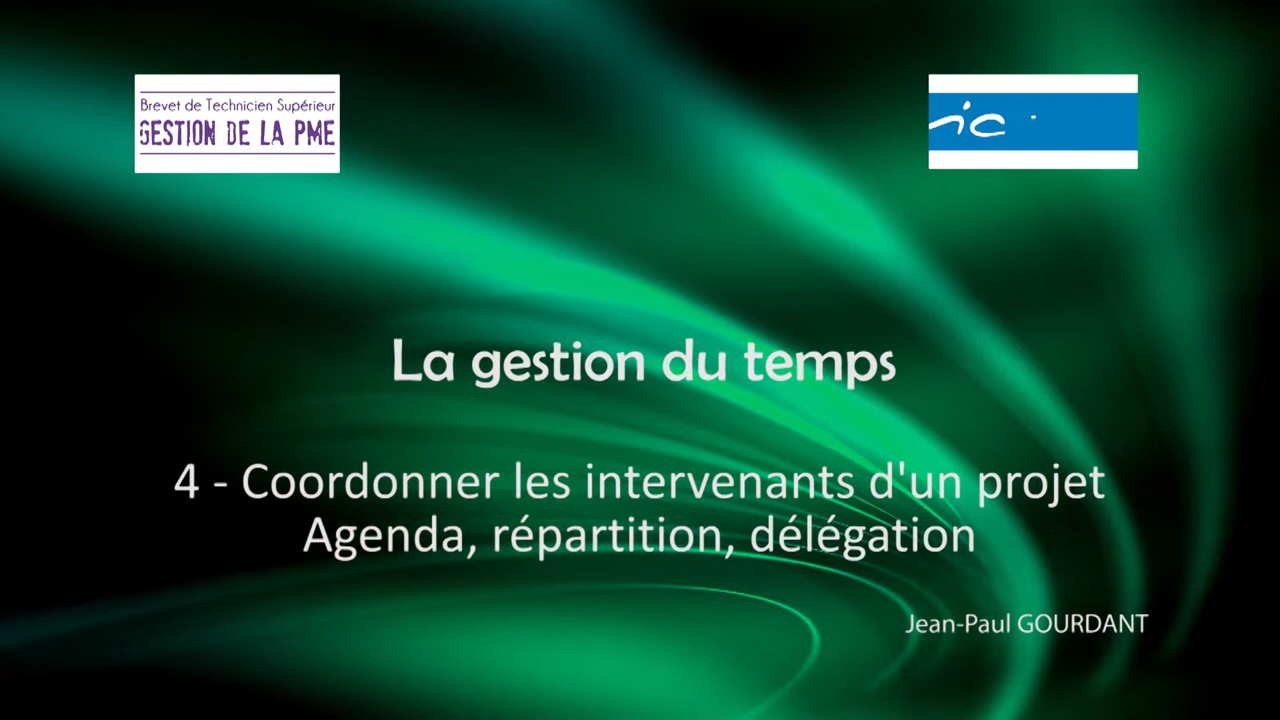 Brevet de Technicien Supérieur
GESTION DE LA PME
ic
La gestion du temps
4 - Coordonner les intervenants d'un projet
Agenda, répartition, délégation
Jean-Paul GOURDANT